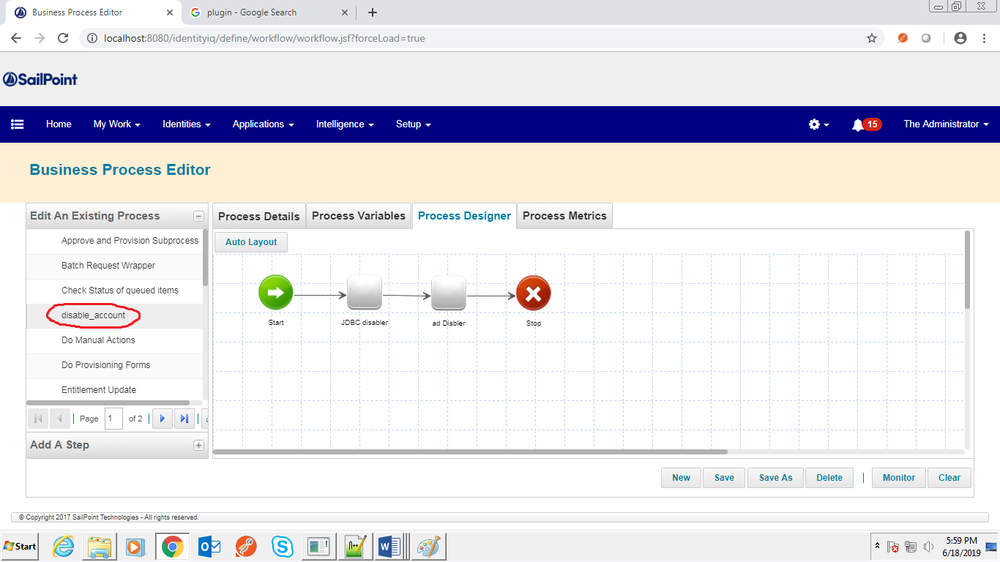 Business Process Editor
plugin - Google Search
localhost:8080/identityiq/define/workflow/workflow.jsf?forceLoad=true
SailPoint
Home My Work Identities Applications Intelligence Setup 15 The Administrator
Business Process Editor
Edit An Existing Process
Approve and Provision Subprocess
Batch Request Wrapper
Check Status of queued items
disable_account
Do Manual Actions
Do Provisioning Forms
Entitlement Update
Page 1 of 2
Add A Step
Process Details Process Variables Process Designer Process Metrics
Auto Layout
Start JDBC disabler ad Disbler Stop
New Save Save As Delete | Monitor Clear
© Copyright 2017 SailPoint Technologies - All rights reserved.
Start
5:59 PM
6/18/2019